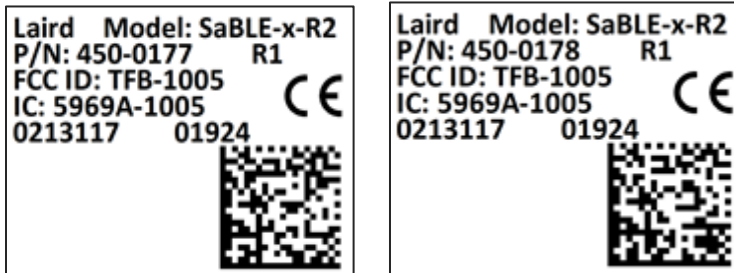 Laird Model: SaBLE-x-R2
P/N: 450-0177 R1
FCC ID: TFB-1005
IC: 5969A-1005
CE
0213117 01924
Laird Model: SaBLE-x-R2
P/N: 450-0178 R1
FCC ID: TFB-1005
IC: 5969A-1005
CE
0213117 01924